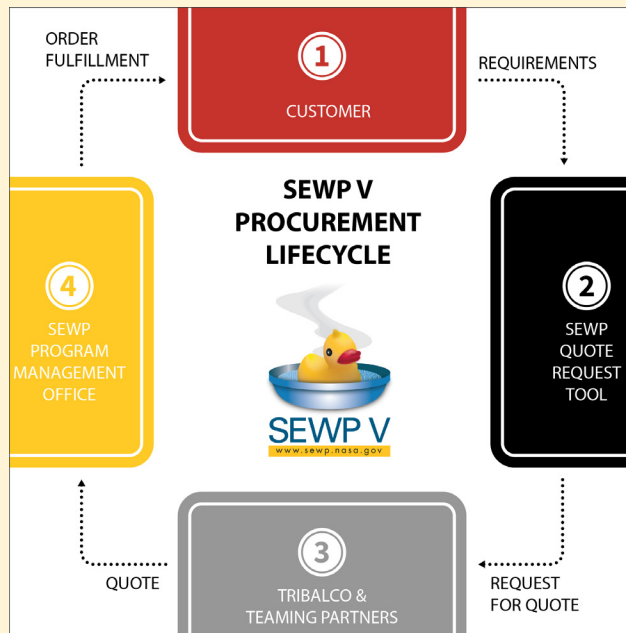 ORDER
FULFILLMENT
1
CUSTOMER
REQUIREMENTS
SEWP V
PROCUREMENT
LIFECYCLE
4
SEWP
PROGRAM
MANAGEMENT
OFFICE
2
SEWP
QUOTE
REQUEST
TOOL
SEWP V
www.sewp.nasa.gov
QUOTE
3
TRIBALCO &
TEAMING PARTNERS
REQUEST
FOR QUOTE